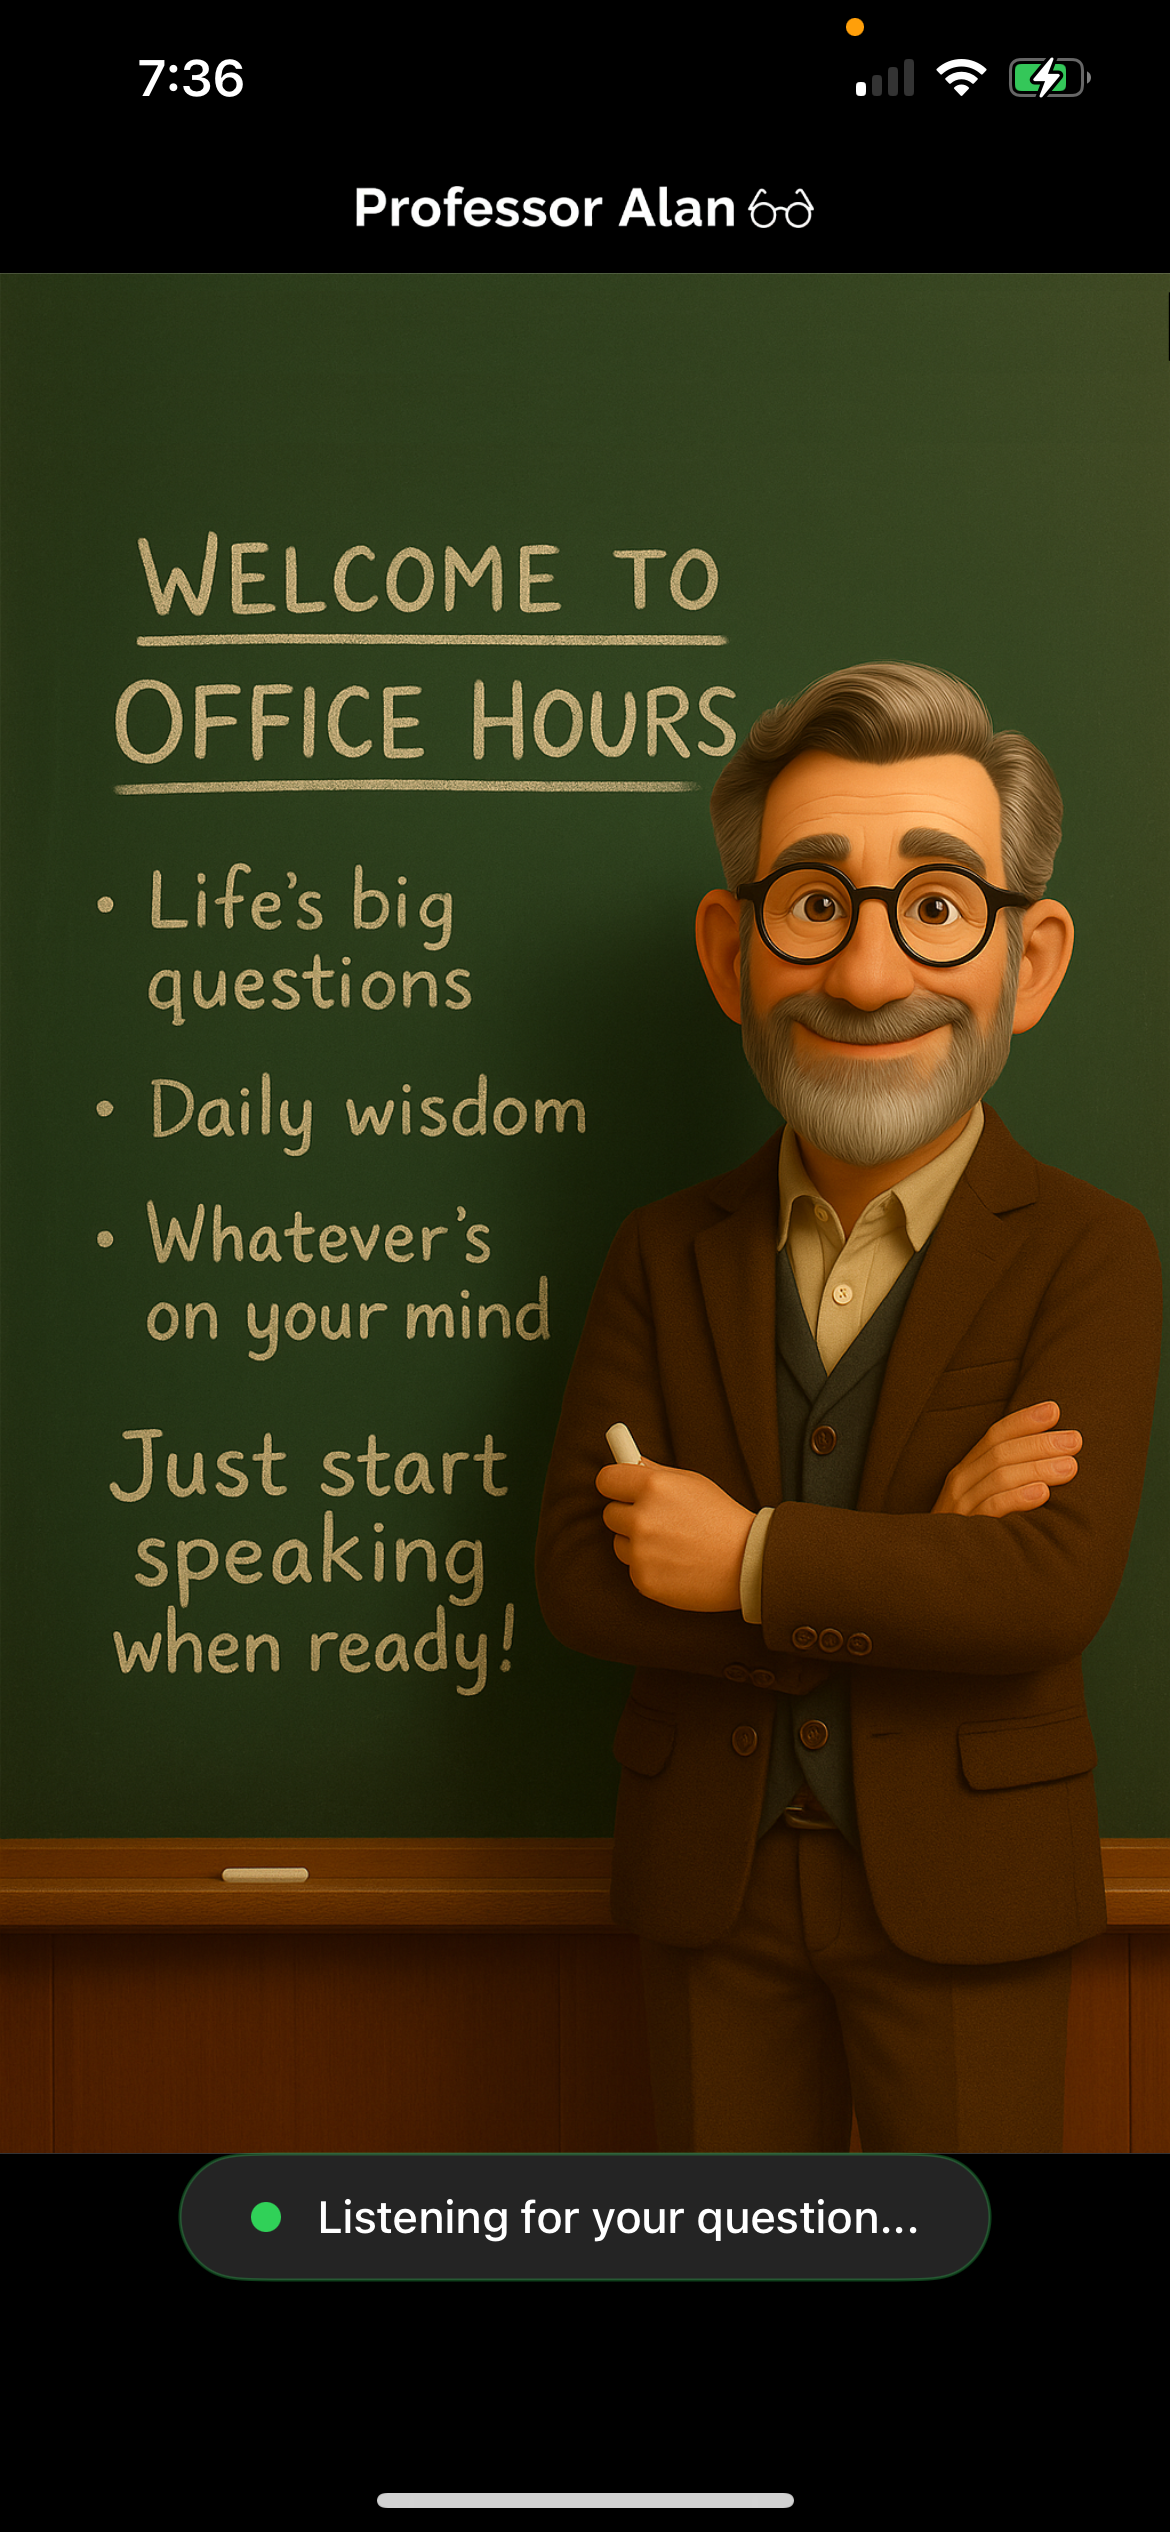 7:36
Professor Alan
WELCOME TO
OFFICE HOURS
• Life's big
questions
• Daily wisdom
• Whatever's
on your mind
Just start
speaking
when ready!
Listening for your question...